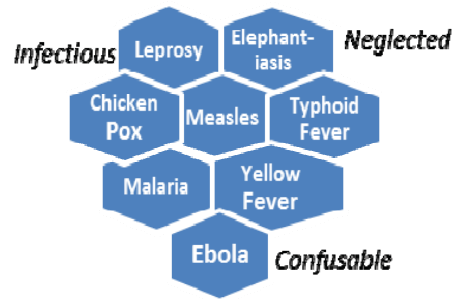 Infectious
Leprosy
Elephant-
iasis
Neglected
Chicken
Pox
Measles
Typhoid
Fever
Malaria
Yellow
Fever
Ebola
Confusable